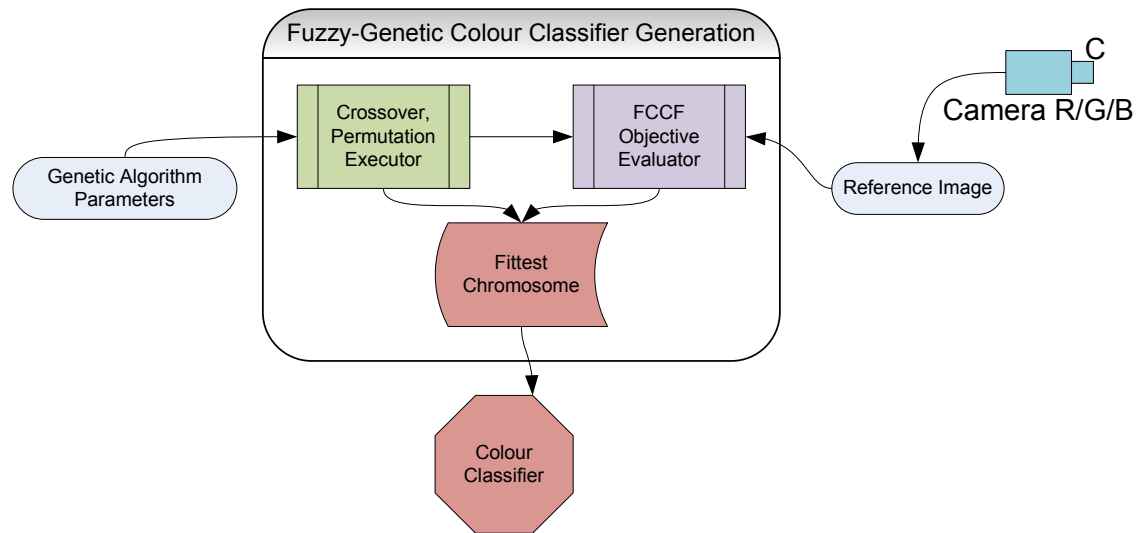 Fuzzy-Genetic Colour Classifier Generation
C
Camera R/G/B
Crossover,
Permutation
Executor
FCCF
Objective
Evaluator
Genetic Algorithm
Parameters
Reference Image
Fittest
Chromosome
Colour
Classifier